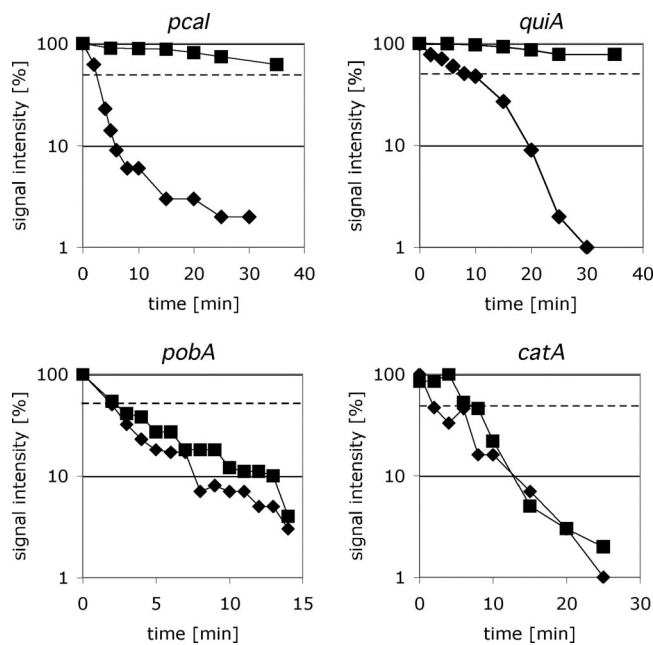 pcaI
100
10
1
signal intensity [%]
0 10 20 30 40
time [min]
quiA
100
10
1
signal intensity [%]
0 10 20 30 40
time [min]
pobA
100
10
1
signal intensity [%]
0 5 10 15
time [min]
catA
100
10
1
signal intensity [%]
0 10 20 30
time [min]